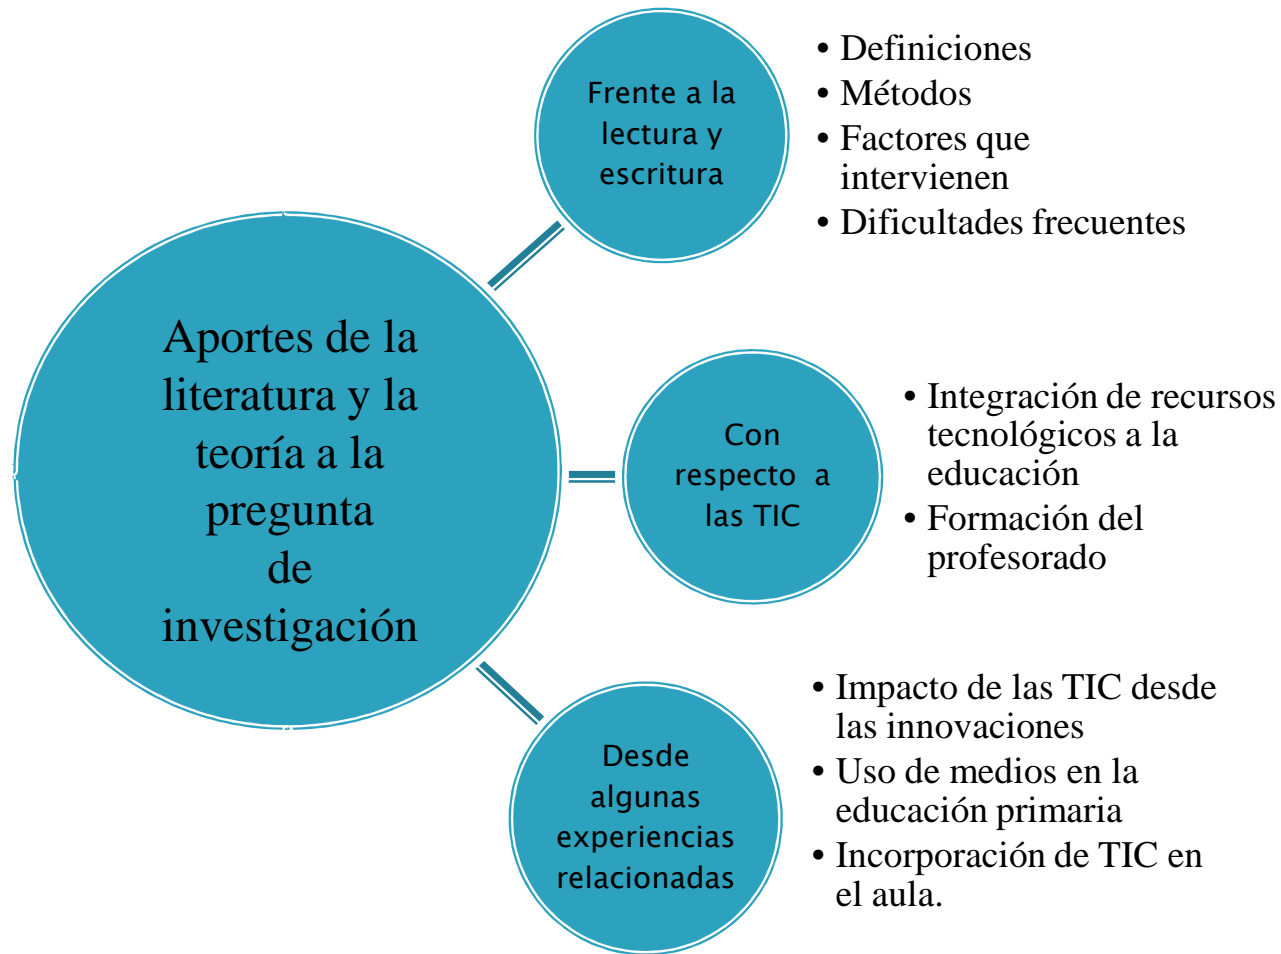 Aportes de la
literatura y la
teoría a la
pregunta
de
investigación
Frente a la
lectura y
escritura
• Definiciones
• Métodos
• Factores que
intervienen
• Dificultades frecuentes
Con
respecto a
las TIC
• Integración de recursos
tecnológicos a la
educación
• Formación del
profesorado
Desde
algunas
experiencias
relacionadas
• Impacto de las TIC desde
las innovaciones
• Uso de medios en la
educación primaria
• Incorporación de TIC en
el aula.